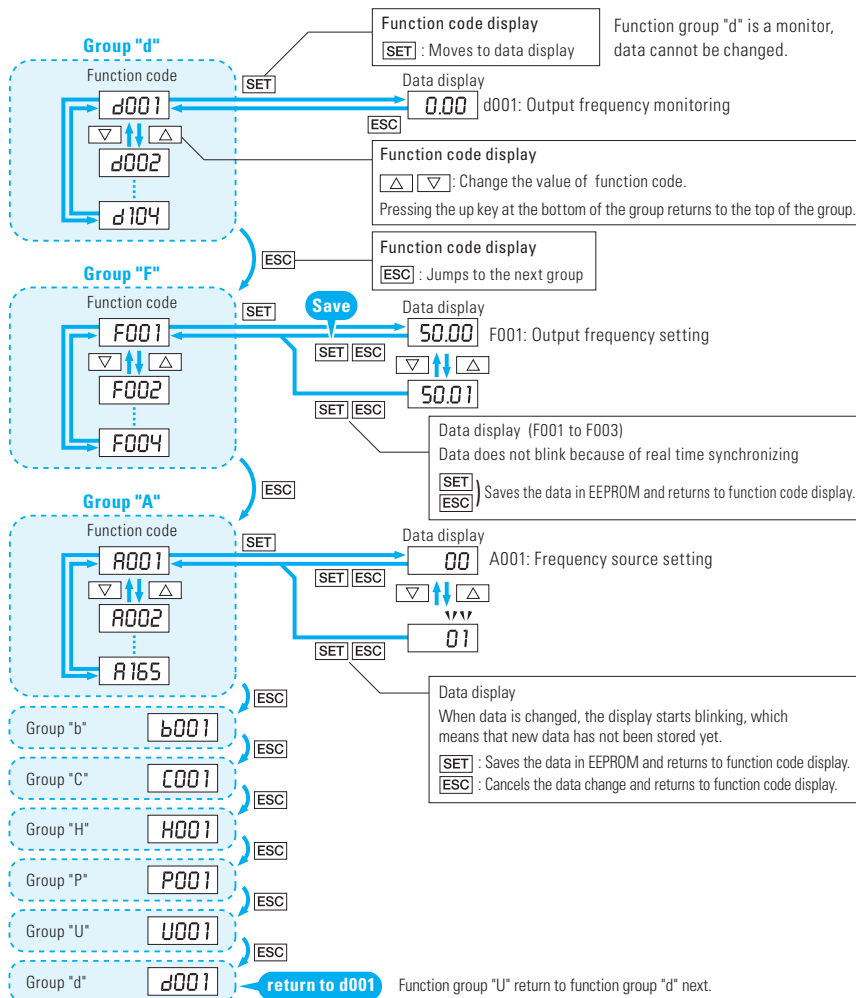 Function code display
SET : Moves to data display
Function group "d" is a monitor,
data cannot be changed.
Group "d"
Function code
SET
d001
Data display
0.00 d001: Output frequency monitoring
ESC
▽ △
d002
d104
Function code display
△ ▽ : Change the value of function code.
Pressing the up key at the bottom of the group returns to the top of the group.
ESC
Function code display
ESC : Jumps to the next group
Group "F"
Function code
SET
Save
Data display
F001
50.00 F001: Output frequency setting
SET ESC
▽ △
▽ △
F002
50.01
SET ESC
F004
Data display (F001 to F003)
Data does not blink because of real time synchronizing
SET
ESC ) Saves the data in EEPROM and returns to function code display.
ESC
Group "A"
Function code
SET
Data display
A001
00 A001: Frequency source setting
SET ESC
▽ △
▽ △
A002
01
SET ESC
A165
Data display
When data is changed, the display starts blinking, which
means that new data has not been stored yet.
SET : Saves the data in EEPROM and returns to function code display.
ESC : Cancels the data change and returns to function code display.
ESC
Group "b" b001
ESC
Group "C" C001
ESC
Group "H" H001
ESC
Group "P" P001
ESC
Group "U" U001
ESC
Group "d" d001
return to d001 Function group "U" return to function group "d" next.